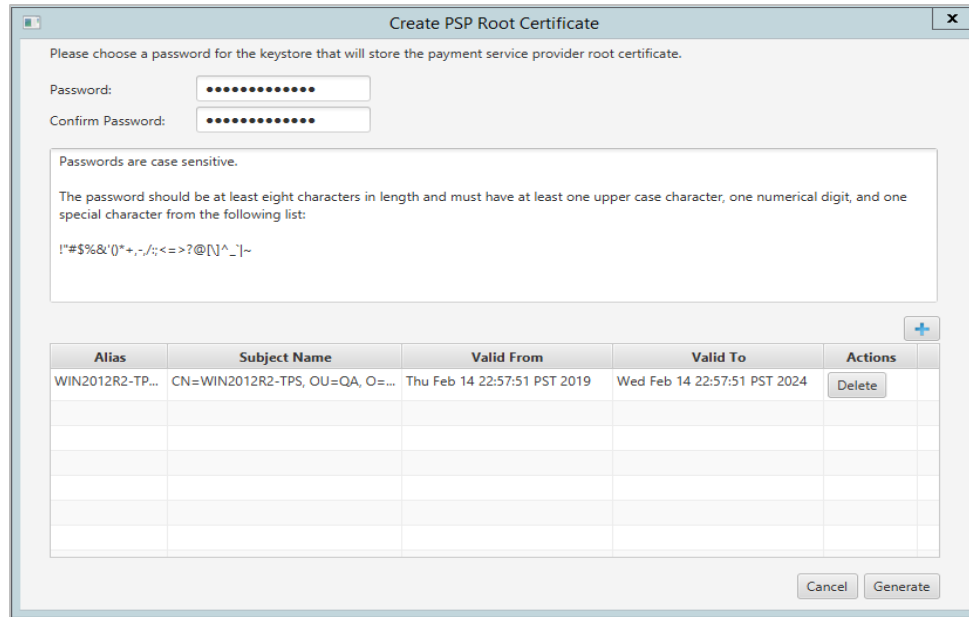 Create PSP Root Certificate
x
Please choose a password for the keystore that will store the payment service provider root certificate.
Password: •••••••••••••
Confirm Password: •••••••••••••
Passwords are case sensitive.
The password should be at least eight characters in length and must have at least one upper case character, one numerical digit, and one
special character from the following list:
!"#$%&'()*+,-,/:;<=>?@[\]^_`|~
+
Alias Subject Name Valid From Valid To Actions
WIN2012R2-TP... CN=WIN2012R2-TPS, OU=QA, O=... Thu Feb 14 22:57:51 PST 2019 Wed Feb 14 22:57:51 PST 2024 Delete
Cancel Generate